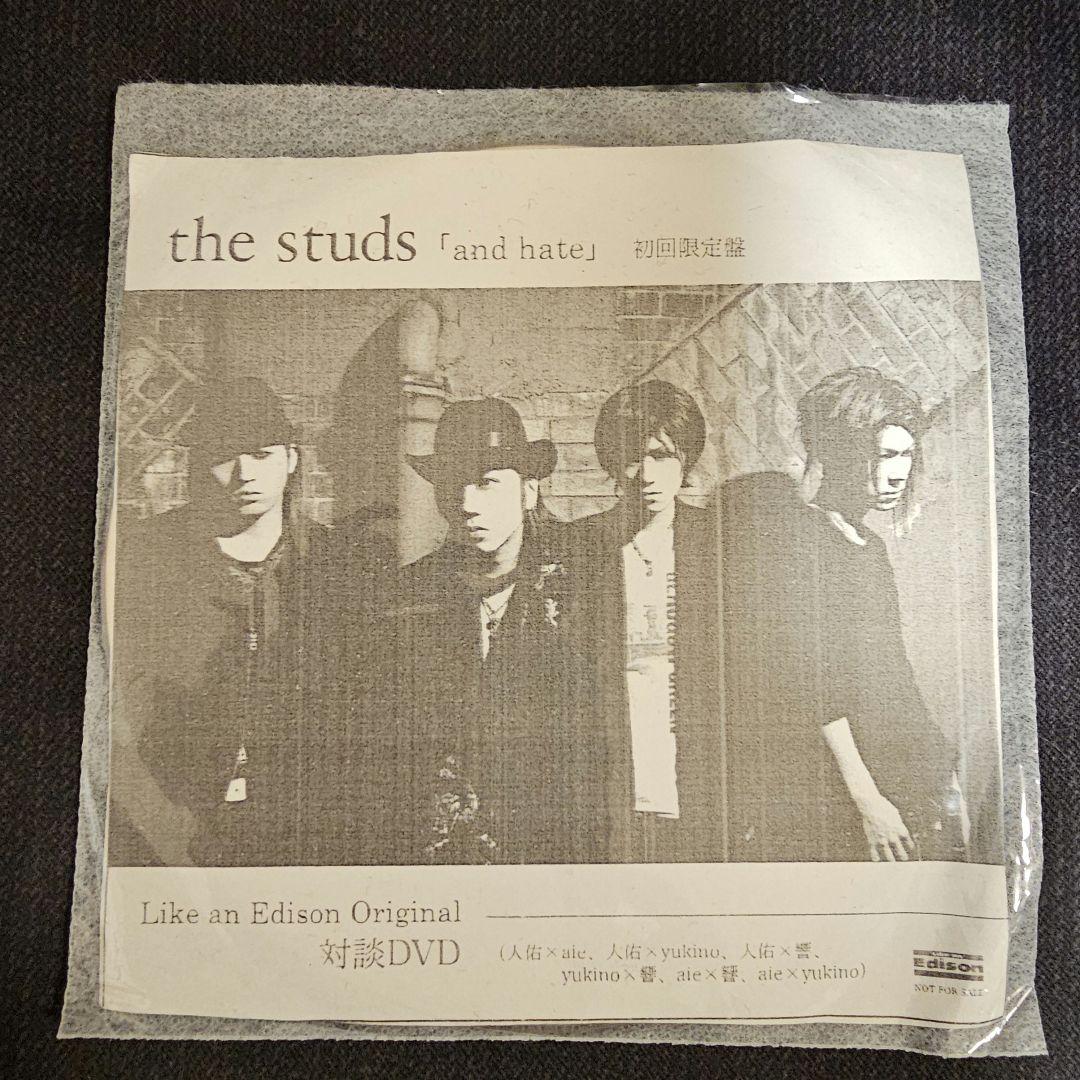 the studs「and hate」 初回限定盤
Like an Edison Original
対談DVD (人佑×aie、人佑×yukino、人佑×響、
yukino×響、aie×響、aie×yukino)
Edison
NOT FOR SALE